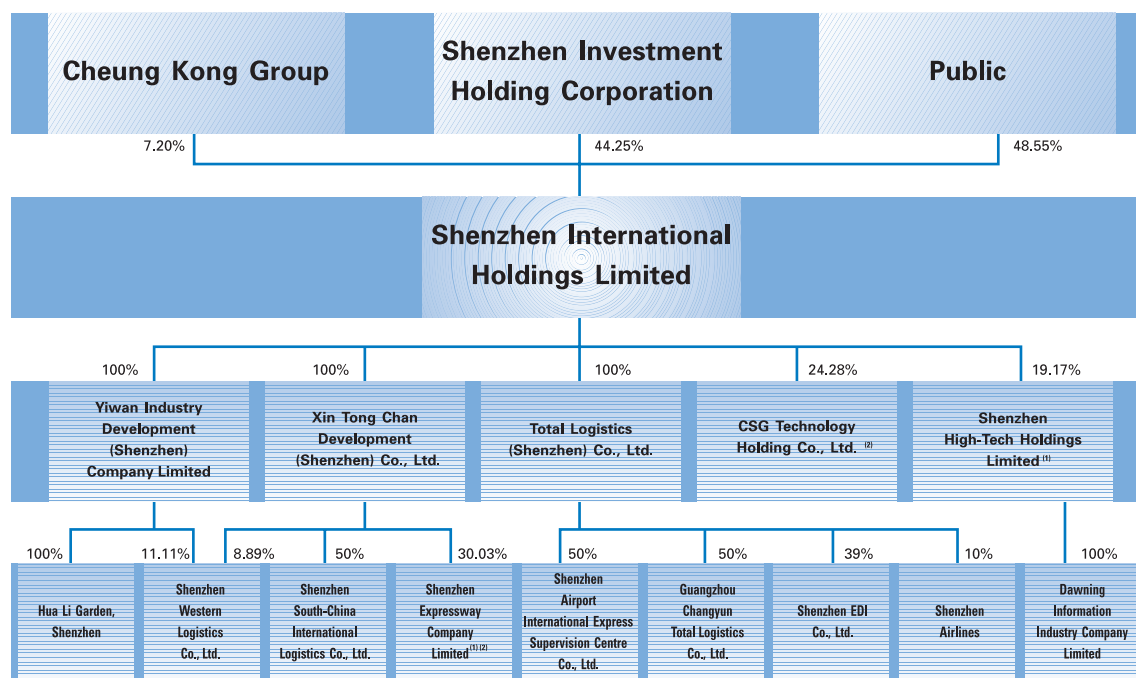 Cheung Kong Group
Shenzhen Investment
Holding Corporation
Public
7.20%
44.25%
48.55%
Shenzhen International
Holdings Limited
100%
100%
100%
24.28%
19.17%
Yiwan Industry
Development
(Shenzhen)
Company Limited
Xin Tong Chan
Development
(Shenzhen) Co., Ltd.
Total Logistics
(Shenzhen) Co., Ltd.
CSG Technology
Holding Co., Ltd. (2)
Shenzhen
High-Tech Holdings
Limited (1)
100%
11.11%
8.89%
50%
30.03%
50%
50%
39%
10%
100%
Hua Li Garden,
Shenzhen
Shenzhen
Western
Logistics
Co., Ltd.
Shenzhen
South-China
International
Logistics Co., Ltd.
Shenzhen
Expressway
Company
Limited (1) (2)
Shenzhen
Airport
International Express
Supervision Centre
Co., Ltd.
Guangzhou
Changyun
Total Logistics
Co., Ltd.
Shenzhen EDI
Co., Ltd.
Shenzhen
Airlines
Dawning
Information
Industry Company
Limited